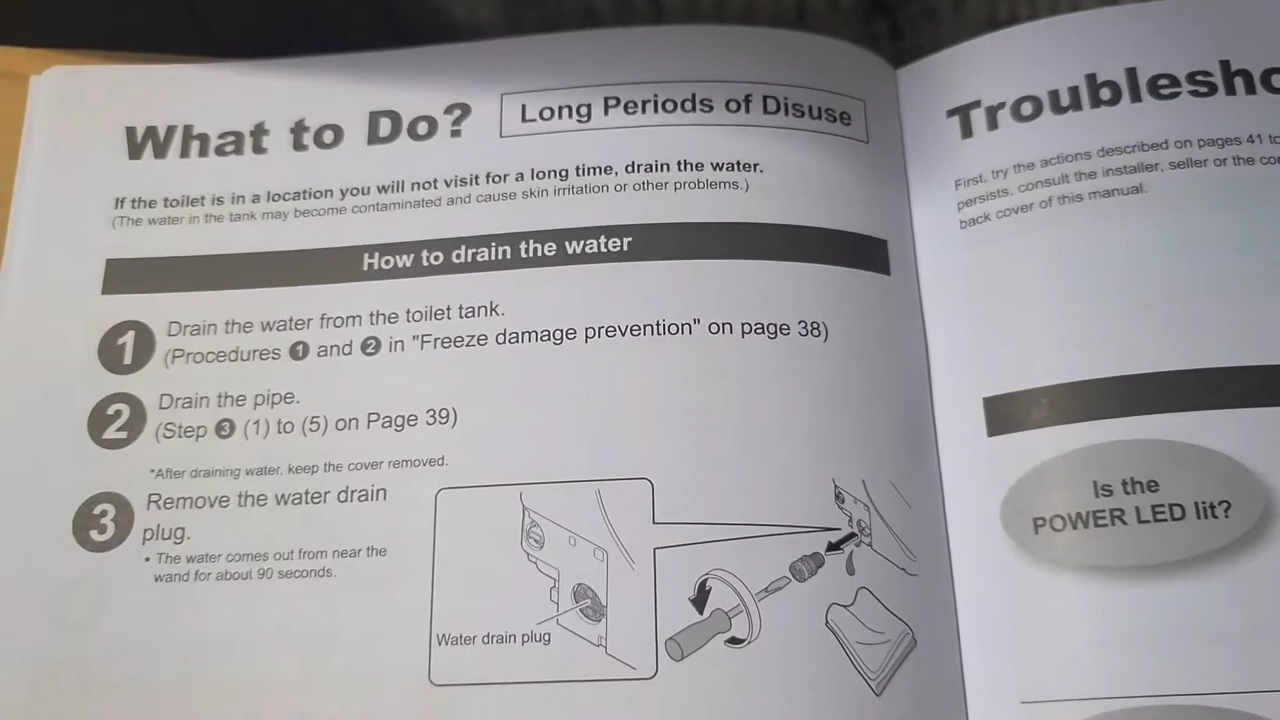 What to Do?
Long Periods of Disuse
If the toilet is in a location you will not visit for a long time, drain the water.
(The water in the tank may become contaminated and cause skin irritation or other problems.)
How to drain the water
1 Drain the water from the toilet tank.
(Procedures 1 and 2 in "Freeze damage prevention" on page 38)
2 Drain the pipe.
(Step 3 (1) to (5) on Page 39)
*After draining water, keep the cover removed.
3 Remove the water drain
plug.
• The water comes out from near the
wand for about 90 seconds.
Water drain plug
Troublesho
First, try the actions described on pages 41 to
persists, consult the installer, seller or the co
back cover of this manual.
Is the
POWER LED lit?